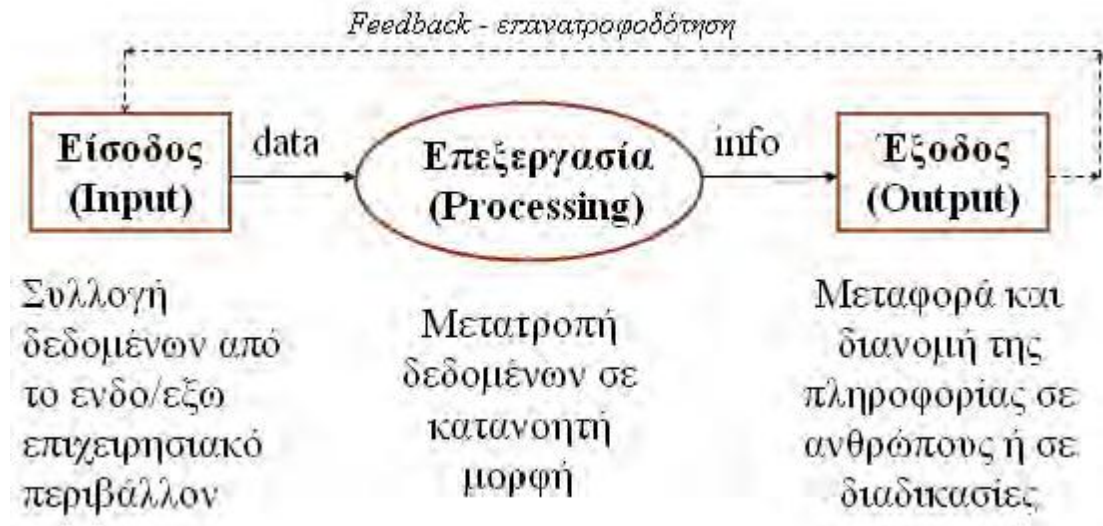 Feedback - επανατροφοδότηση
Είσοδος
(Input)
data
Επεξεργασία
(Processing)
info
Έξοδος
(Output)
Συλλογή
δεδομένων από
το ενδο/εξω
επιχειρησιακό
περιβάλλον
Μετατροπή
δεδομένων σε
κατανοητή
μορφή
Μεταφορά και
διανομή της
πληροφορίας σε
ανθρώπους ή σε
διαδικασίες